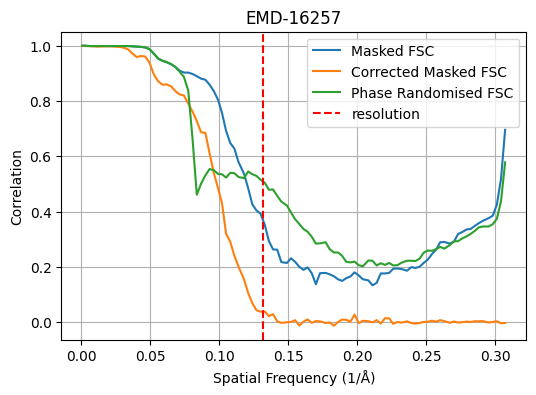 EMD-16257
Masked FSC
Corrected Masked FSC
Phase Randomised FSC
resolution
Correlation
1.0
0.8
0.6
0.4
0.2
0.0
0.00 0.05 0.10 0.15 0.20 0.25 0.30
Spatial Frequency (1/Å)